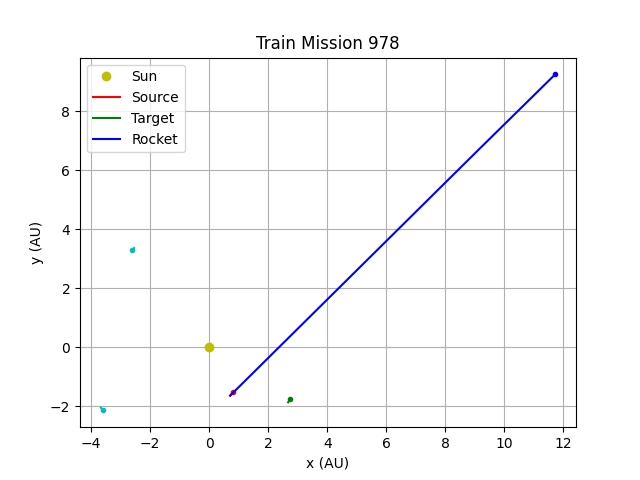 Train Mission 978
Sun
Source
Target
Rocket
8
6
4
2
0
−2
y (AU)
−4 −2 0 2 4 6 8 10 12
x (AU)